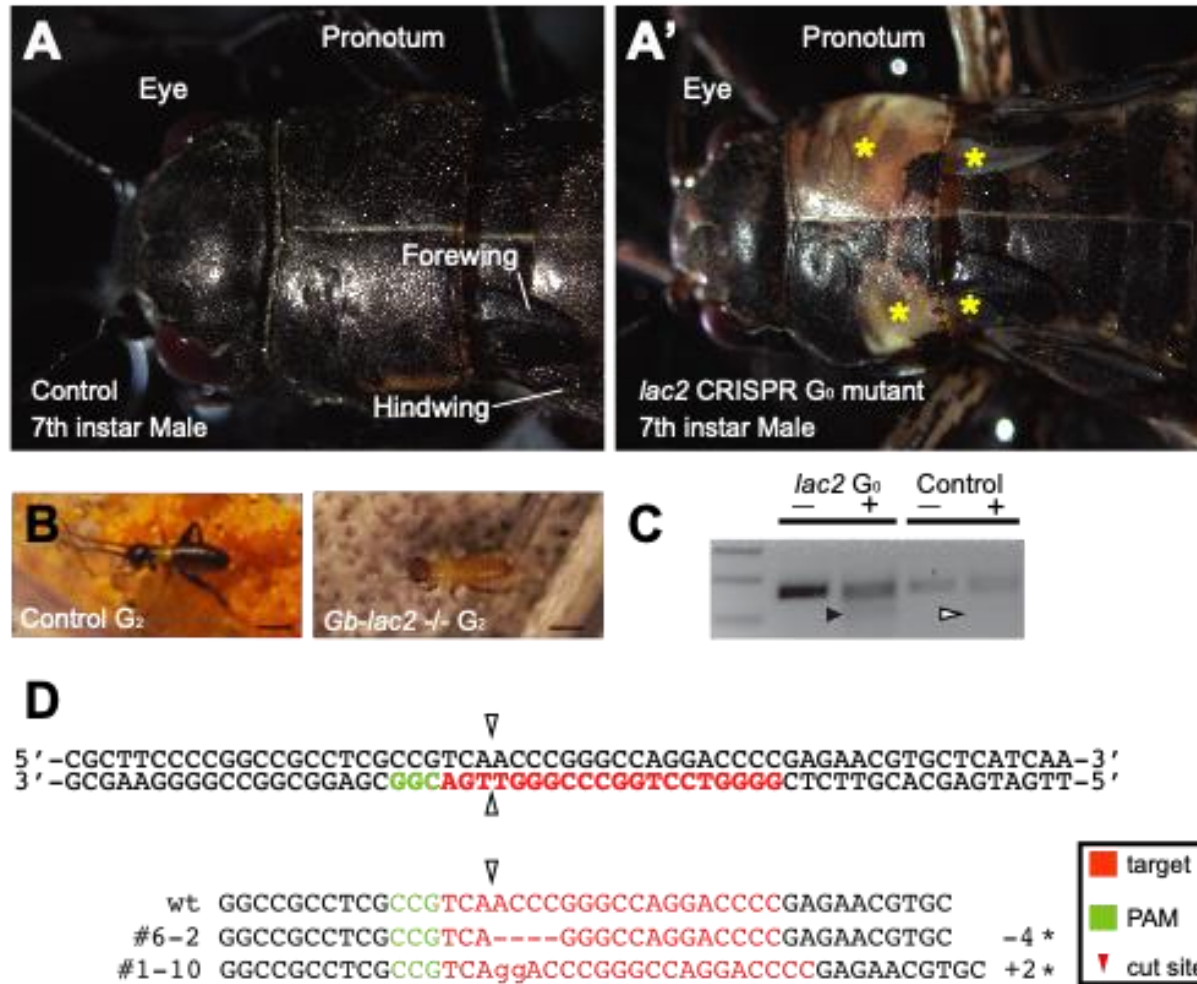 A
Pronotum
Eye
Forewing
Hindwing
Control
7th instar Male
A'
Pronotum
Eye
lac2 CRISPR G0 mutant
7th instar Male
B
Control G2
Gb-lac2 -/- G2
C
lac2 G0 Control
— + — +
D
5′-CGCTTCCCCGGCCGCCTCGCCGTCAACCCGGGCCAGGACCCCGAGAACGTGCTCATCAA-3′
3′-GCGAAGGGGCCGGCGGAGCGGCAGTTGGGCCCGGTCCTGGGGCTCTTGCACGAGTAGTT-5′
wt GGCCGCCTCGCCGTCAACCCGGGCCAGGACCCCGAGAACGTGC
#6-2 GGCCGCCTCGCCGTCA----GGGCCAGGACCCCGAGAACGTGC -4 *
#1-10 GGCCGCCTCGCCGTCAggACCCGGGCCAGGACCCCGAGAACGTGC +2 *
target
PAM
cut site